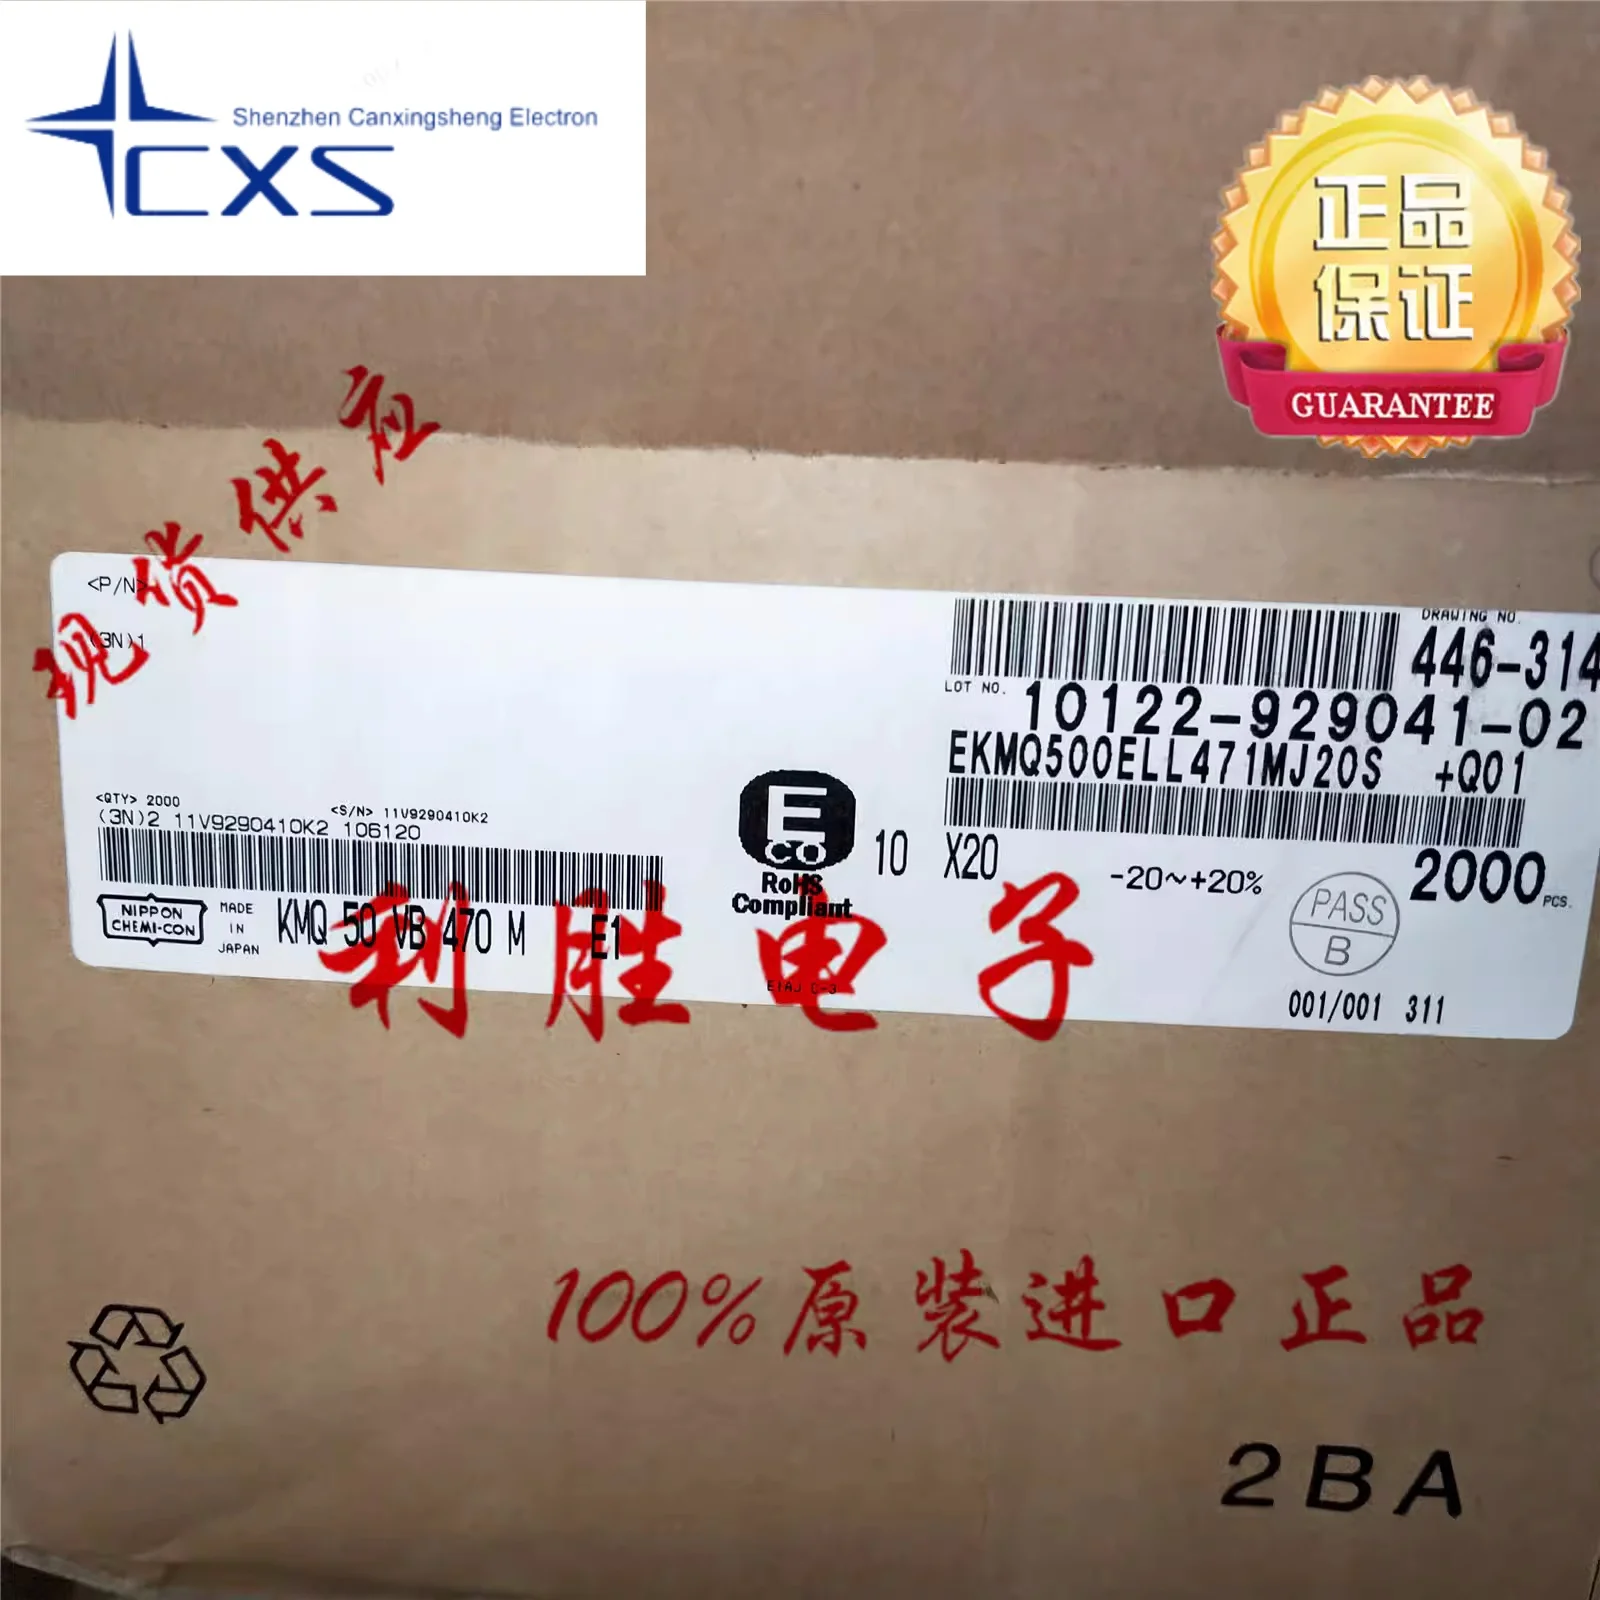 Shenzhen Canxingsheng Electron
CXS
正品
保证
GUARANTEE
现货供应
<P/N>
(3N)1
DRAWING NO.
446-314
LOT NO. 10122-929041-02
EKMQ500ELL471MJ20S +Q01
<QTY> 2000 <S/N> 11V9290410K2
(3N)2 11V9290410K2 106120
E
CO
RoHS
Compliant
10 X20 -20~+20% 2000 PCS.
NIPPON
CHEMI-CON
MADE
IN
JAPAN
KMQ 50 VB 470 M E1
PASS
B
EIAJ C-3
001/001 311
利胜电子
100%原装进口正品
2BA